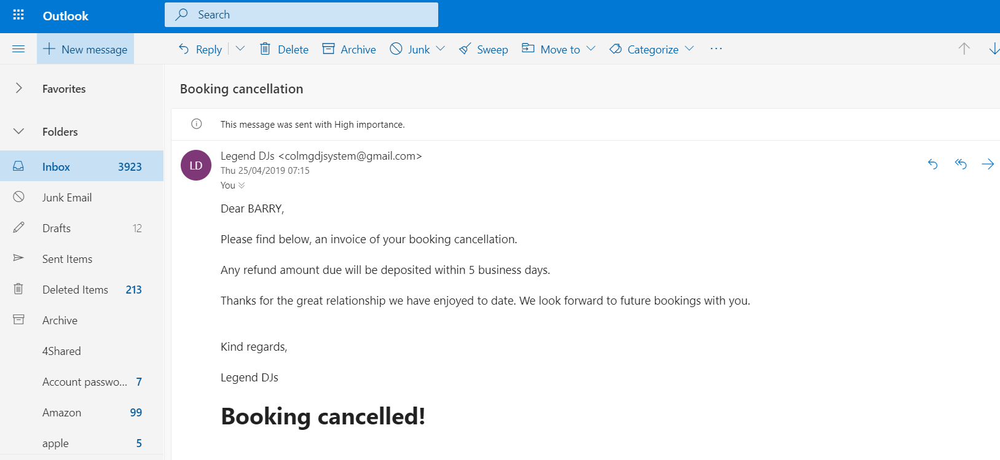 Outlook
Search
New message
Reply
Delete
Archive
Junk
Sweep
Move to
Categorize
Favorites
Folders
Inbox 3923
Junk Email
Drafts 12
Sent Items
Deleted Items 213
Archive
4Shared
Account passwo... 7
Amazon 99
apple 5
Booking cancellation
This message was sent with High importance.
LD
Legend DJs <colmgdjsystem@gmail.com>
Thu 25/04/2019 07:15
You
Dear BARRY,
Please find below, an invoice of your booking cancellation.
Any refund amount due will be deposited within 5 business days.
Thanks for the great relationship we have enjoyed to date. We look forward to future bookings with you.
Kind regards,
Legend DJs
Booking cancelled!